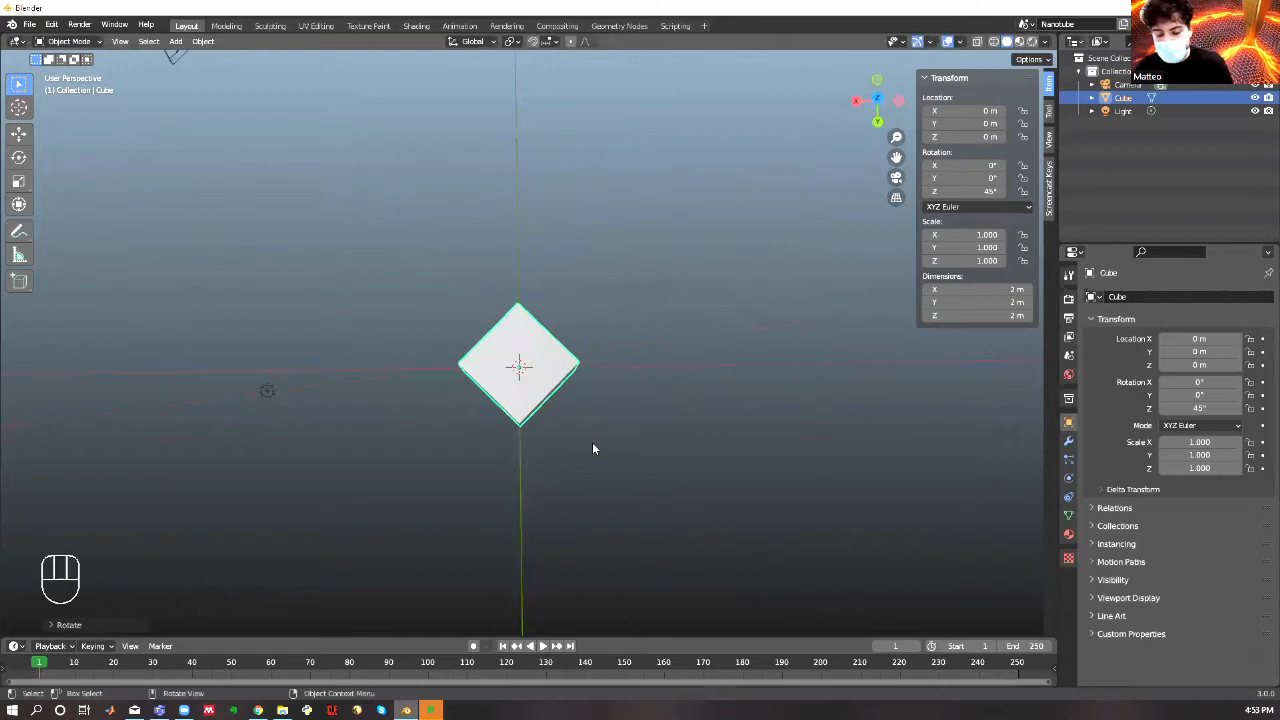 Blender
File Edit Render Window Help Layout Modeling Sculpting UV Editing Texture Paint Shading Animation Rendering Compositing Geometry Nodes Scripting + Nanotube
Object Mode View Select Add Object Global
Options
User Perspective
(1) Collection | Cube
Transform
Location:
X 0 m
Y 0 m
Z 0 m
Rotation:
X 0°
Y 0°
Z 45°
XYZ Euler
Scale:
X 1.000
Y 1.000
Z 1.000
Dimensions:
X 2 m
Y 2 m
Z 2 m
Item
Tool
View
Screencast Keys
X
Z
Y
Matteo
Scene Collec
Collection
Camera
Cube
Light
Cube
Cube
Transform
Location X 0 m
Y 0 m
Z 0 m
Rotation X 0°
Y 0°
Z 45°
Mode XYZ Euler
Scale X 1.000
Y 1.000
Z 1.000
Delta Transform
Relations
Collections
Instancing
Motion Paths
Visibility
Viewport Display
Line Art
Custom Properties
Rotate
Playback Keying View Marker 1 Start 1 End 250
1 10 20 30 40 50 60 70 80 90 100 110 120 130 140 150 160 170 180 190 200 210 220 230 240 250
Select Box Select Rotate View Object Context Menu 3.0.0
4:53 PM